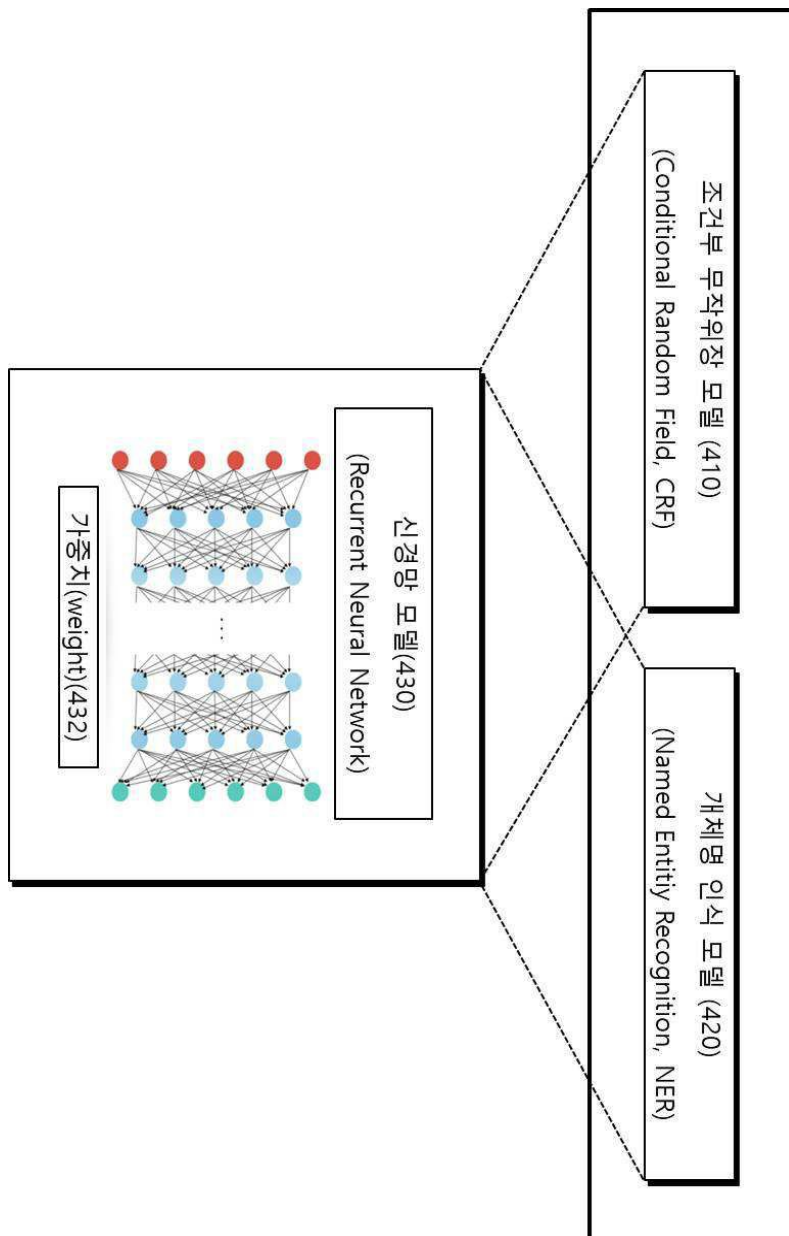 조건부 무작위장 모델 (410)
(Conditional Random Field, CRF)
개체명 인식 모델 (420)
(Named Entitiy Recognition, NER)
신경망 모델(430)
(Recurrent Neural Network)
...
가중치(weight)(432)